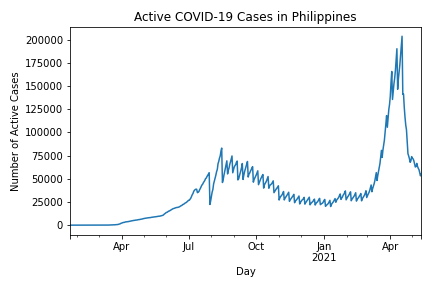 Active COVID-19 Cases in Philippines
Number of Active Cases
200000
175000
150000
125000
100000
75000
50000
25000
0
Apr
Jul
Oct
Jan
2021
Apr
Day